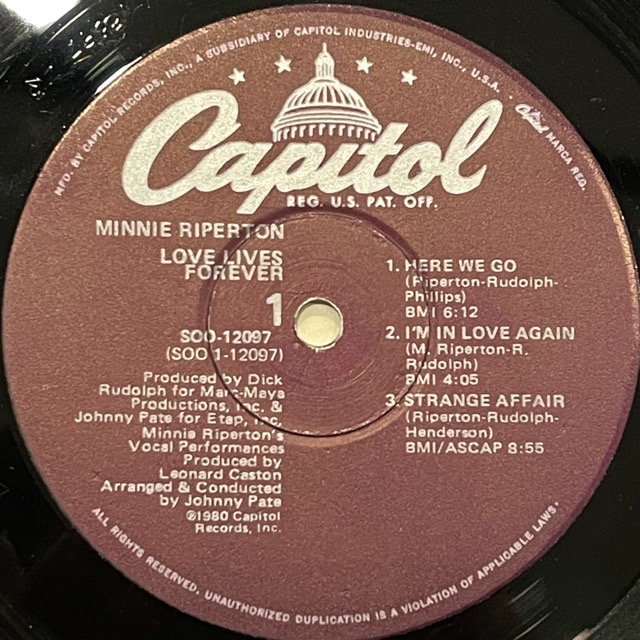 MFD. BY CAPITOL RECORDS, INC., A SUBSIDIARY OF CAPITOL INDUSTRIES-EMI, INC., U.S.A.
Capitol MARCA REG.
Capitol
REG. U.S. PAT. OFF.
MINNIE RIPERTON
LOVE LIVES
FOREVER
1
SOO-12097
(SOO 1-12097)
Produced by Dick
Rudolph for Marc-Maya
Productions, Inc. &
Johnny Pate for Etap, Inc.
Minnie Riperton's
Vocal Performances
Produced by
Leonard Caston
Arranged & Conducted
by Johnny Pate
℗1980 Capitol
Records, Inc.
1. HERE WE GO
(Riperton-Rudolph-
Phillips)
BMI 6:12
2. I'M IN LOVE AGAIN
(M. Riperton-R.
Rudolph)
BMI 4:05
3. STRANGE AFFAIR
(Riperton-Rudolph-
Henderson)
BMI/ASCAP 8:55
ALL RIGHTS RESERVED. UNAUTHORIZED DUPLICATION IS A VIOLATION OF APPLICABLE LAWS.